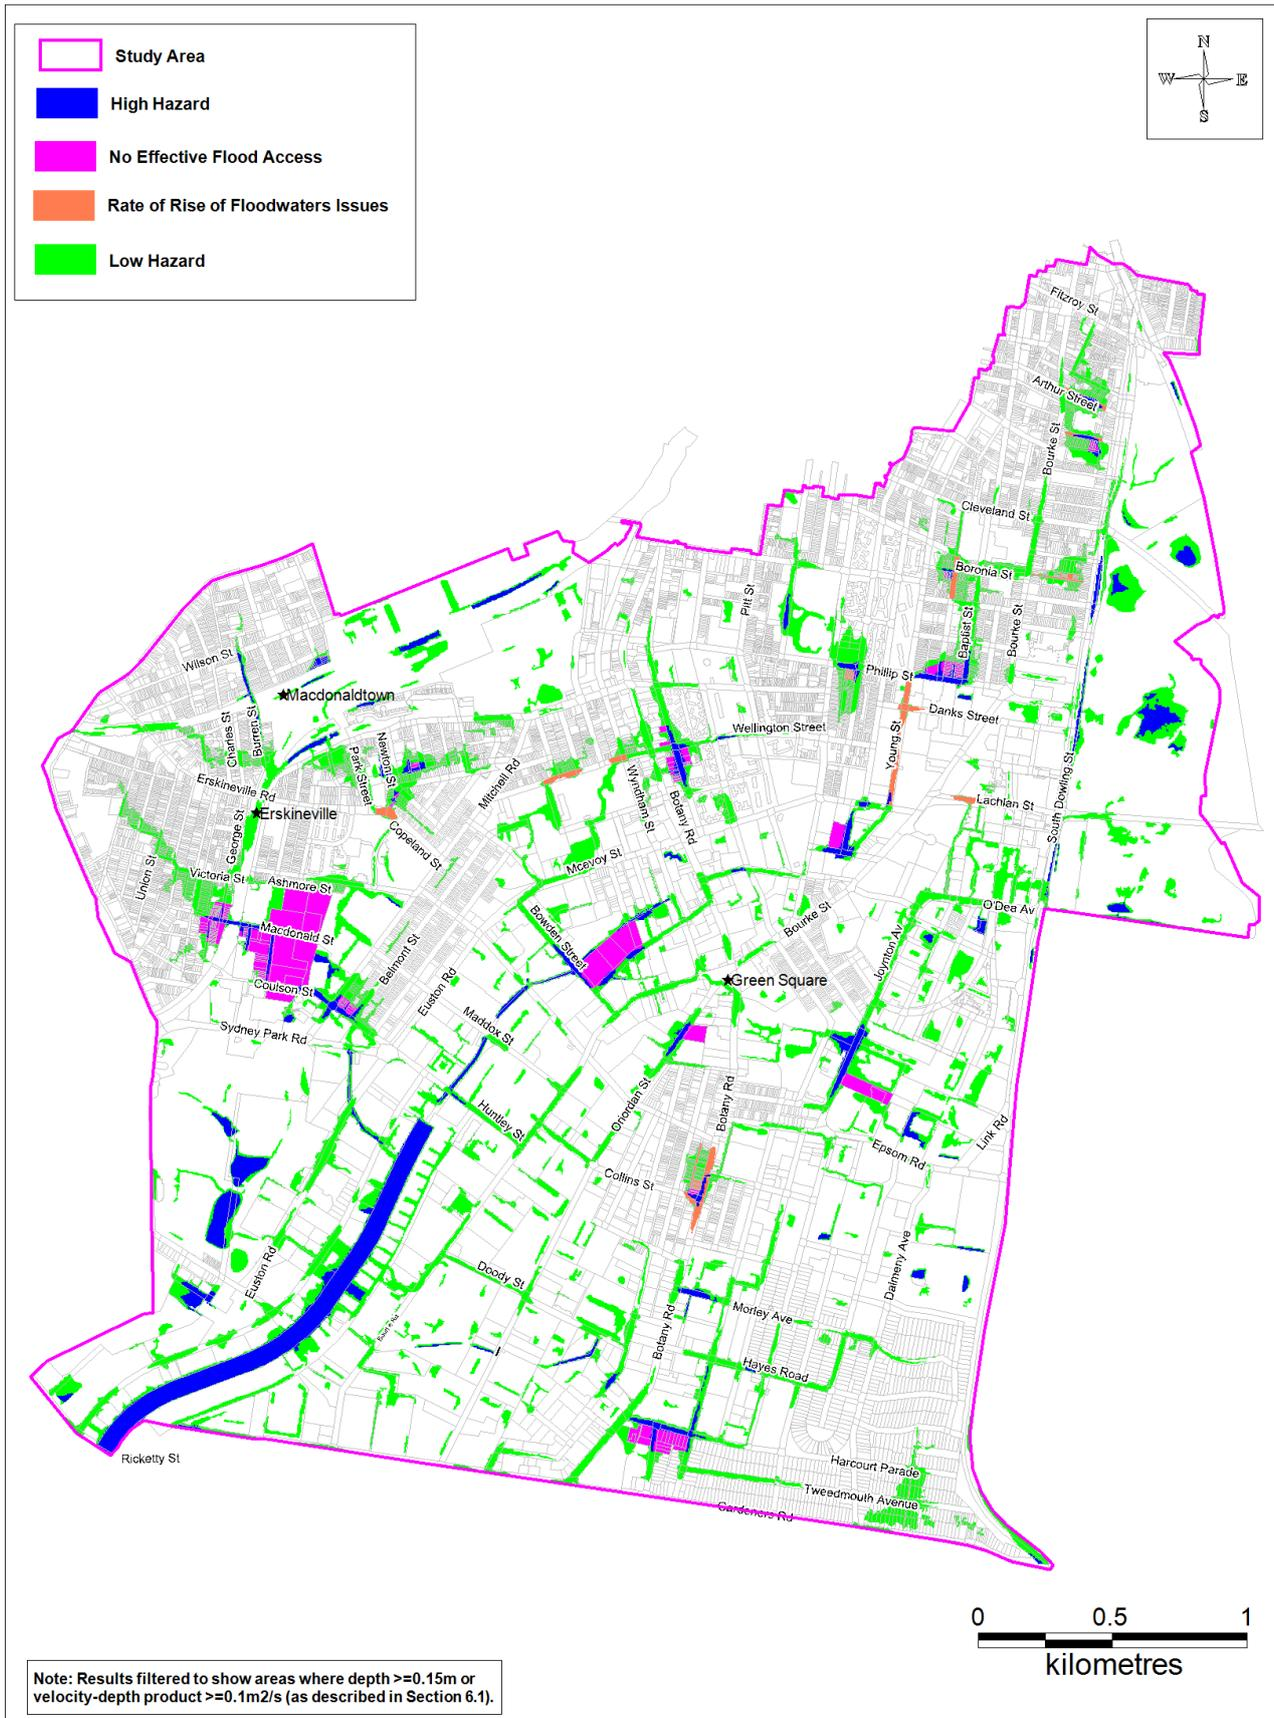 Study Area
High Hazard
No Effective Flood Access
Rate of Rise of Floodwaters Issues
Low Hazard
N
W E
S
Fitzroy St
Arthur Street
Bourke St
Cleveland St
Boronia St
Pitt St
Baptist St
Bourke St
Wilson St
Phillip St
Macdonaldtown
Danks Street
Charles St
Burren St
Wellington Street
Young St
Newton St
Park Street
Mitchell Rd
Erskineville Rd
Wyndham St
Botany Rd
South Dowling St
Lachlan St
Erskineville
George St
Copeland St
Mcevoy St
Union St
Victoria St
Ashmore St
O'Dea Av
Bowden Street
Bourke St
Macdonald St
Joynton Av
Belmont St
Green Square
Coulson St
Euston Rd
Maddox St
Sydney Park Rd
Oriordan St
Botany Rd
Huntley St
Link Rd
Epsom Rd
Collins St
Euston Rd
Dalmeny Ave
Doody St
Morley Ave
Botany Rd
Hayes Road
Ricketty St
Harcourt Parade
Tweedmouth Avenue
Gardeners Rd
0 0.5 1
kilometres
Note: Results filtered to show areas where depth >=0.15m or
velocity-depth product >=0.1m2/s (as described in Section 6.1).